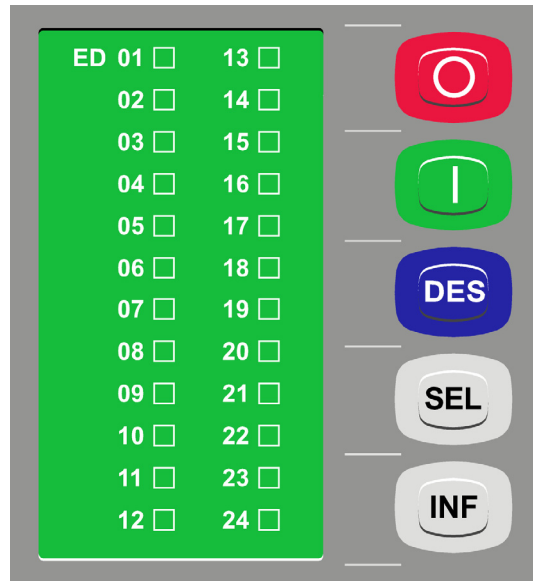 ED 01 □ 13 □
02 □ 14 □
03 □ 15 □
04 □ 16 □
05 □ 17 □
06 □ 18 □
07 □ 19 □
08 □ 20 □
09 □ 21 □
10 □ 22 □
11 □ 23 □
12 □ 24 □
DES
SEL
INF